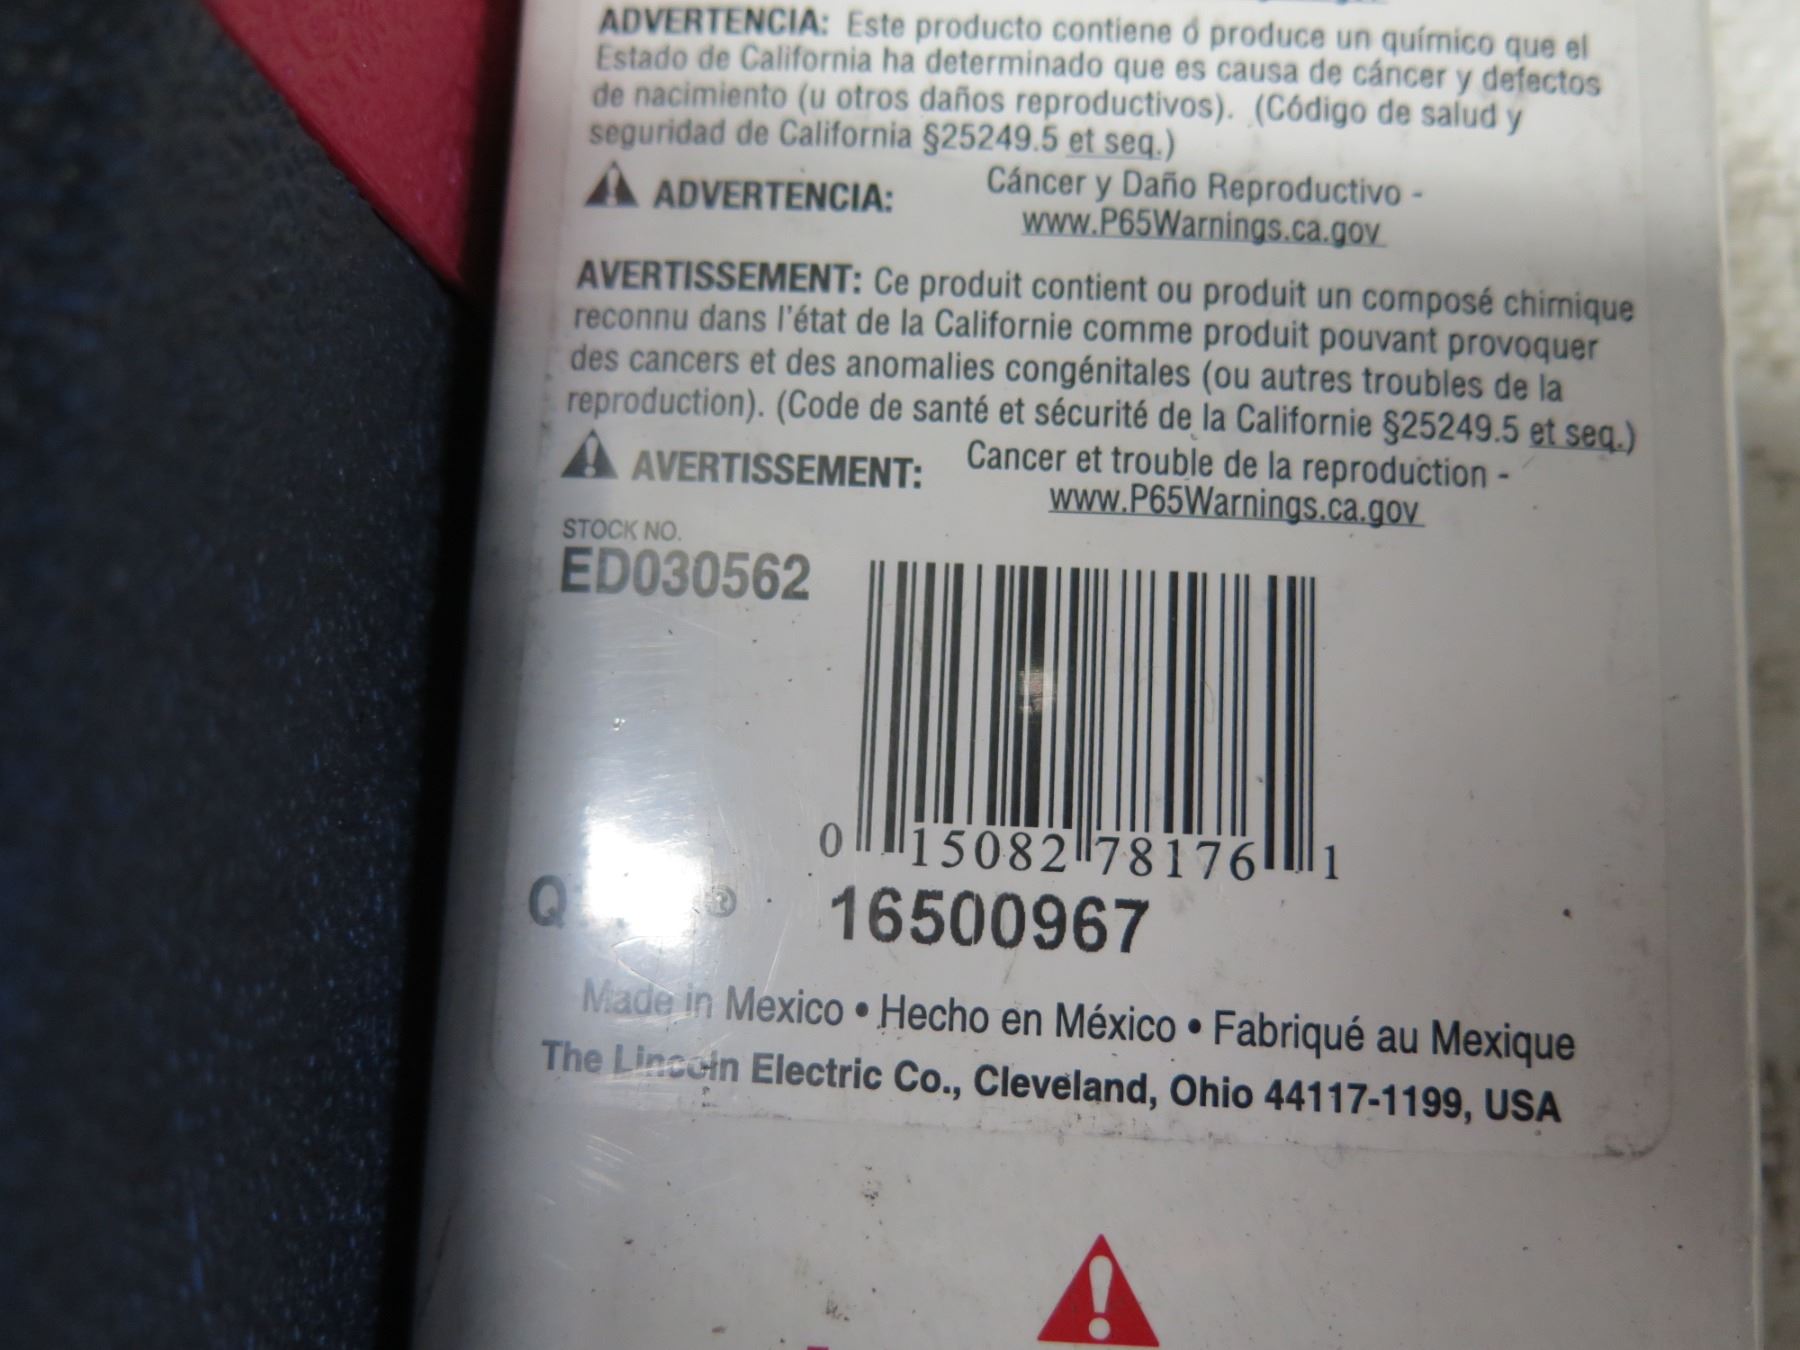 ADVERTENCIA: Este producto contiene ó produce un químico que el
Estado de California ha determinado que es causa de cáncer y defectos
de nacimiento (u otros daños reproductivos). (Código de salud y
seguridad de California §25249.5 et seq.)
ADVERTENCIA: Cáncer y Daño Reproductivo -
www.P65Warnings.ca.gov
AVERTISSEMENT: Ce produit contient ou produit un composé chimique
reconnu dans l'état de la Californie comme produit pouvant provoquer
des cancers et des anomalies congénitales (ou autres troubles de la
reproduction). (Code de santé et sécurité de la Californie §25249.5 et seq.)
AVERTISSEMENT: Cancer et trouble de la reproduction -
www.P65Warnings.ca.gov
STOCK NO.
ED030562
0 15082 78176 1
16500967
Made in Mexico • Hecho en México • Fabriqué au Mexique
The Lincoln Electric Co., Cleveland, Ohio 44117-1199, USA